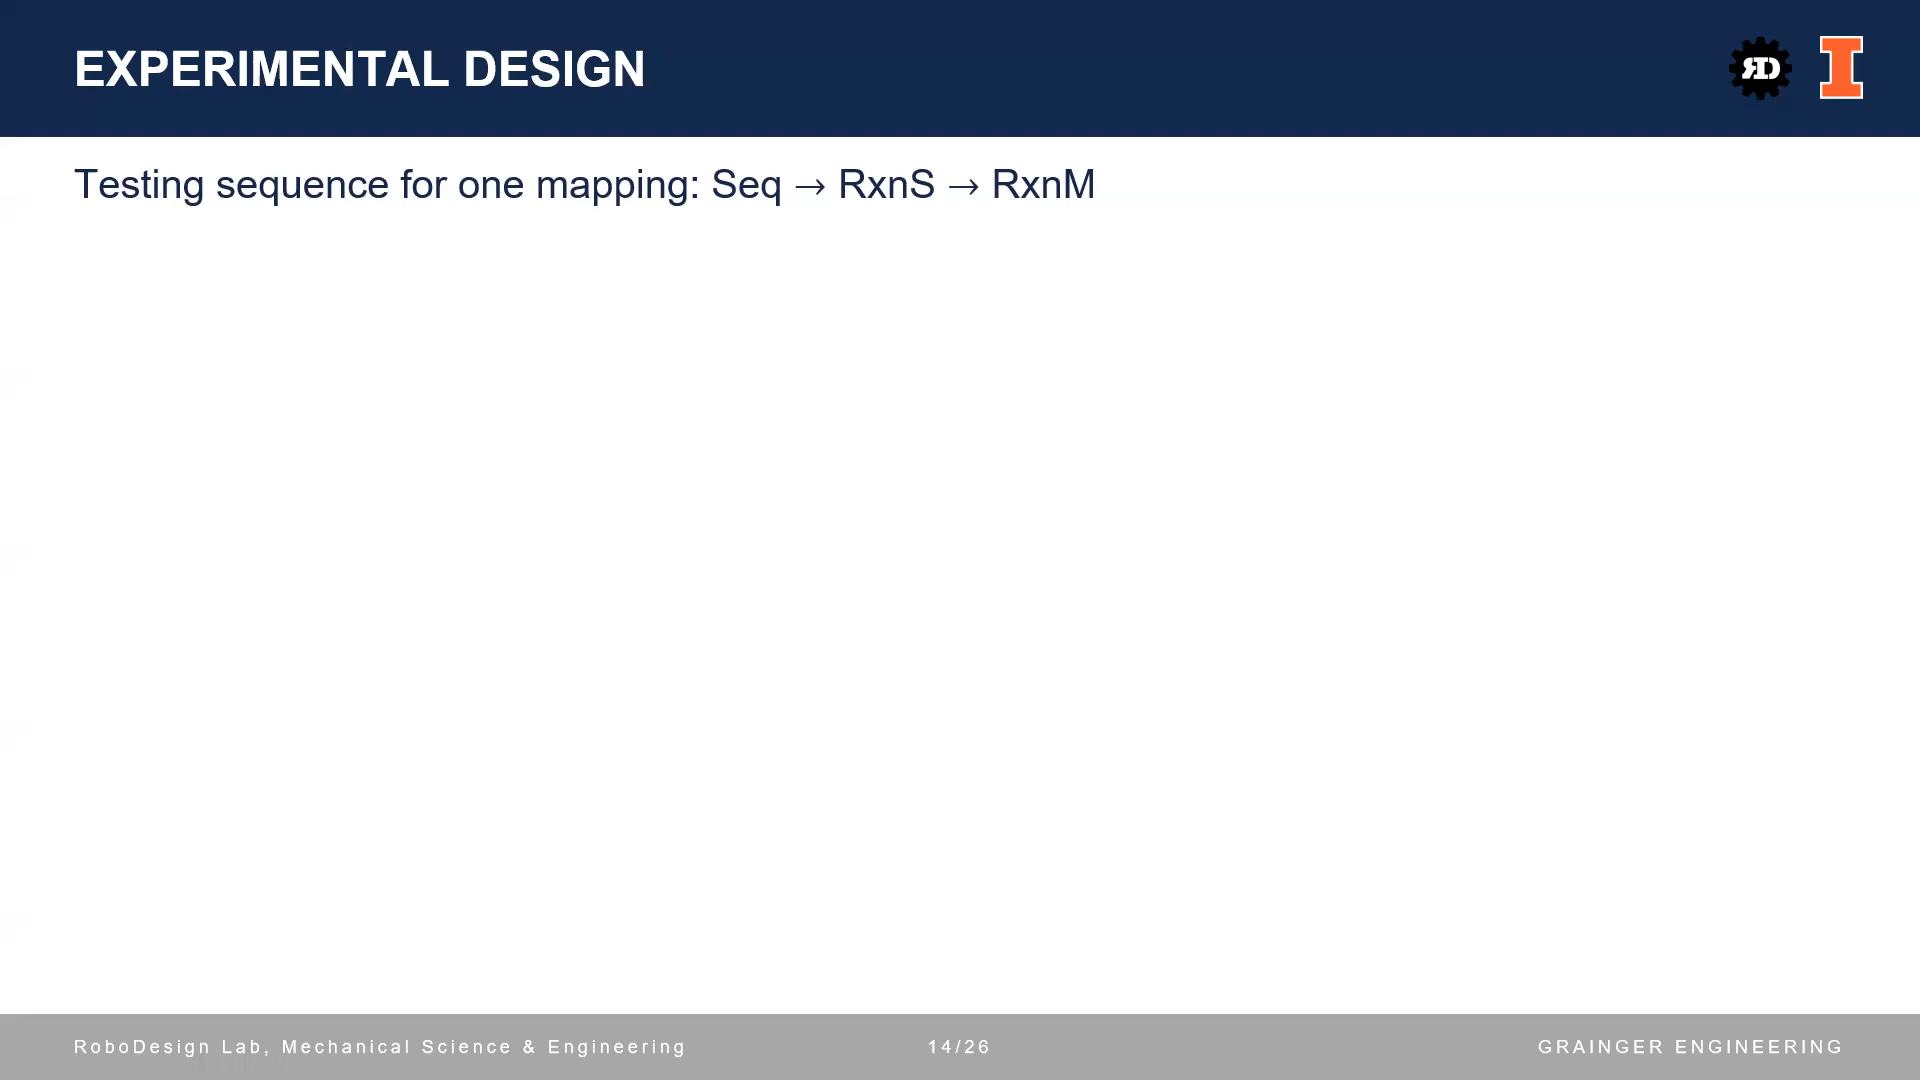 EXPERIMENTAL DESIGN
Testing sequence for one mapping: Seq → RxnS → RxnM
RoboDesign Lab, Mechanical Science & Engineering
14/26
GRAINGER ENGINEERING